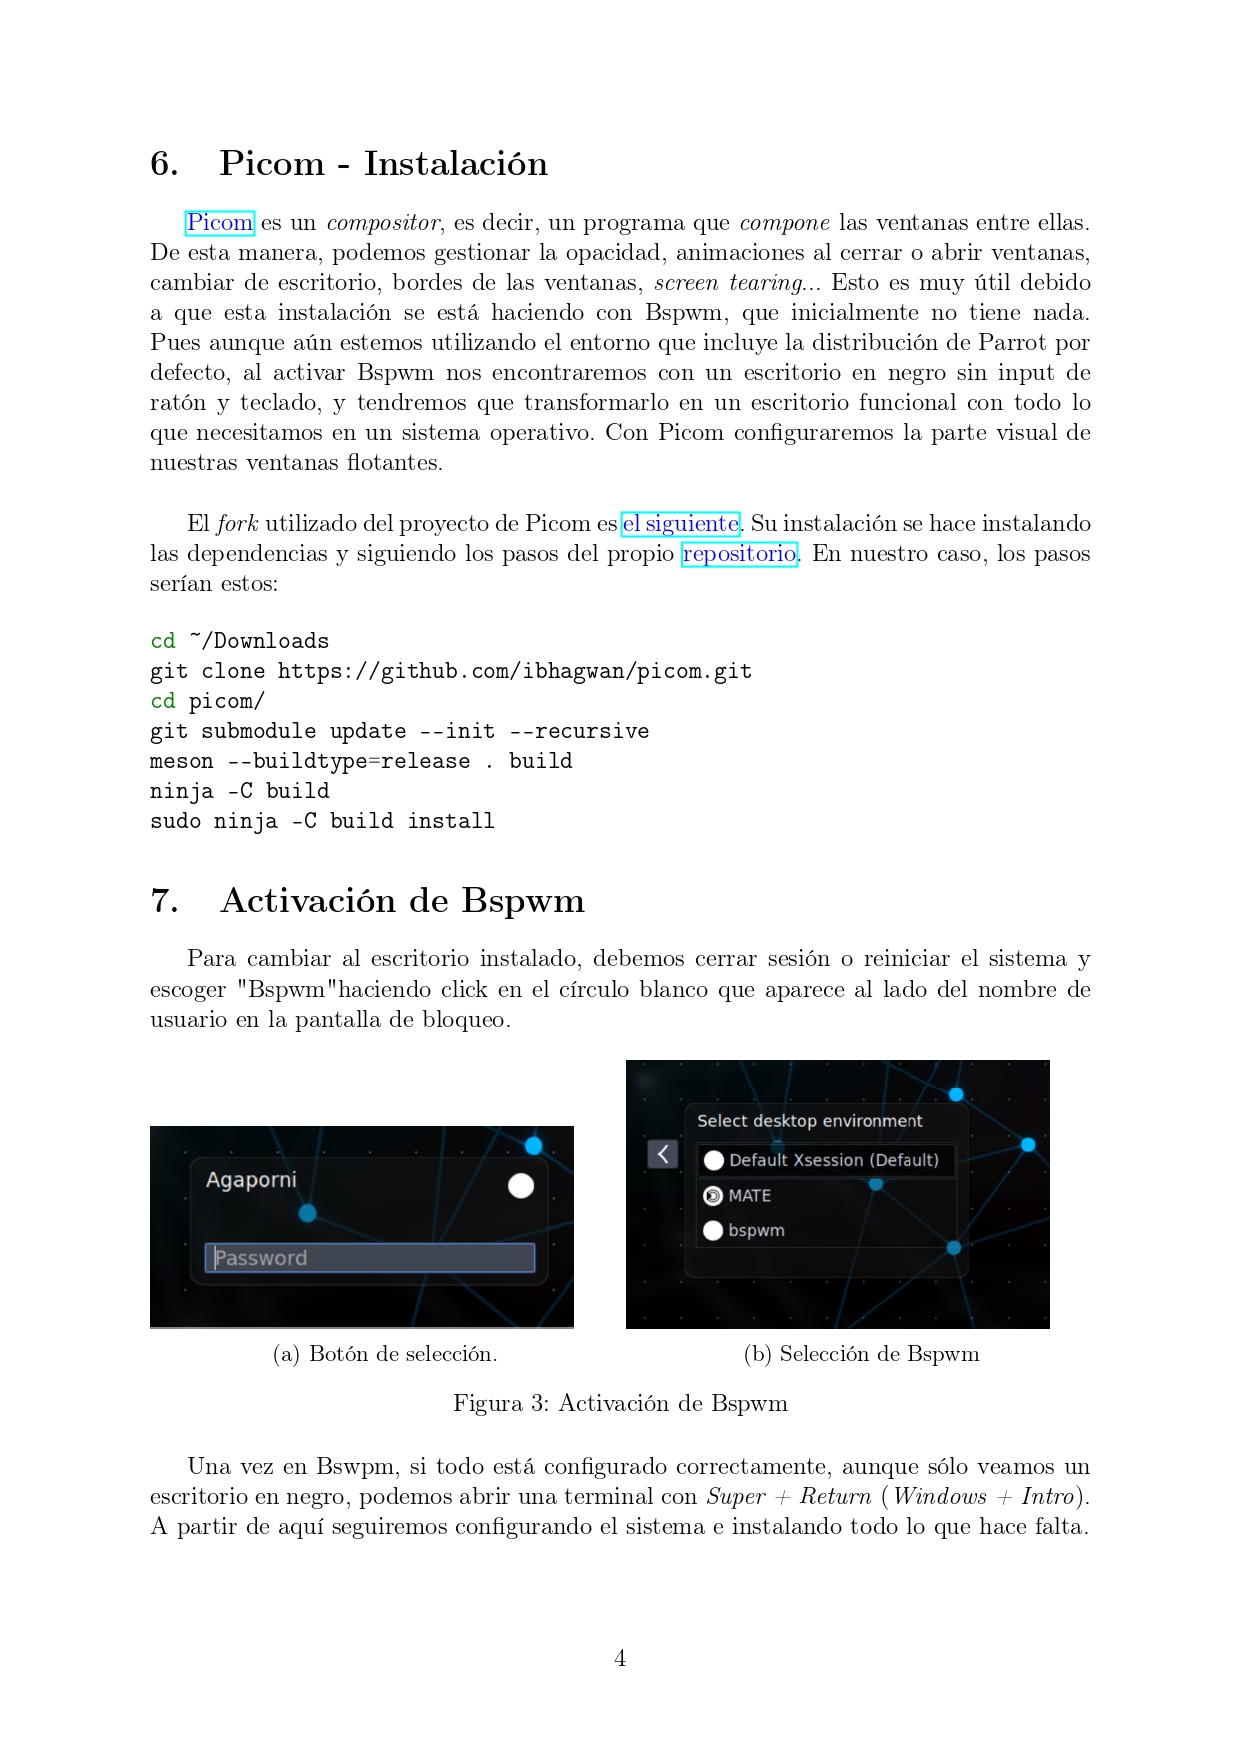 6. Picom - Instalación
Picom es un compositor, es decir, un programa que compone las ventanas entre ellas.
De esta manera, podemos gestionar la opacidad, animaciones al cerrar o abrir ventanas,
cambiar de escritorio, bordes de las ventanas, screen tearing... Esto es muy útil debido
a que esta instalación se está haciendo con Bspwm, que inicialmente no tiene nada.
Pues aunque aún estemos utilizando el entorno que incluye la distribución de Parrot por
defecto, al activar Bspwm nos encontraremos con un escritorio en negro sin input de
ratón y teclado, y tendremos que transformarlo en un escritorio funcional con todo lo
que necesitamos en un sistema operativo. Con Picom configuraremos la parte visual de
nuestras ventanas flotantes.
El fork utilizado del proyecto de Picom es el siguiente. Su instalación se hace instalando
las dependencias y siguiendo los pasos del propio repositorio. En nuestro caso, los pasos
serían estos:
cd ~/Downloads
git clone https://github.com/ibhagwan/picom.git
cd picom/
git submodule update --init --recursive
meson --buildtype=release . build
ninja -C build
sudo ninja -C build install
7. Activación de Bspwm
Para cambiar al escritorio instalado, debemos cerrar sesión o reiniciar el sistema y
escoger "Bspwm"haciendo click en el círculo blanco que aparece al lado del nombre de
usuario en la pantalla de bloqueo.
Agaporni
Password
(a) Botón de selección.
Select desktop environment
Default Xsession (Default)
MATE
bspwm
(b) Selección de Bspwm
Figura 3: Activación de Bspwm
Una vez en Bswpm, si todo está configurado correctamente, aunque sólo veamos un
escritorio en negro, podemos abrir una terminal con Super + Return (Windows + Intro).
A partir de aquí seguiremos configurando el sistema e instalando todo lo que hace falta.
4